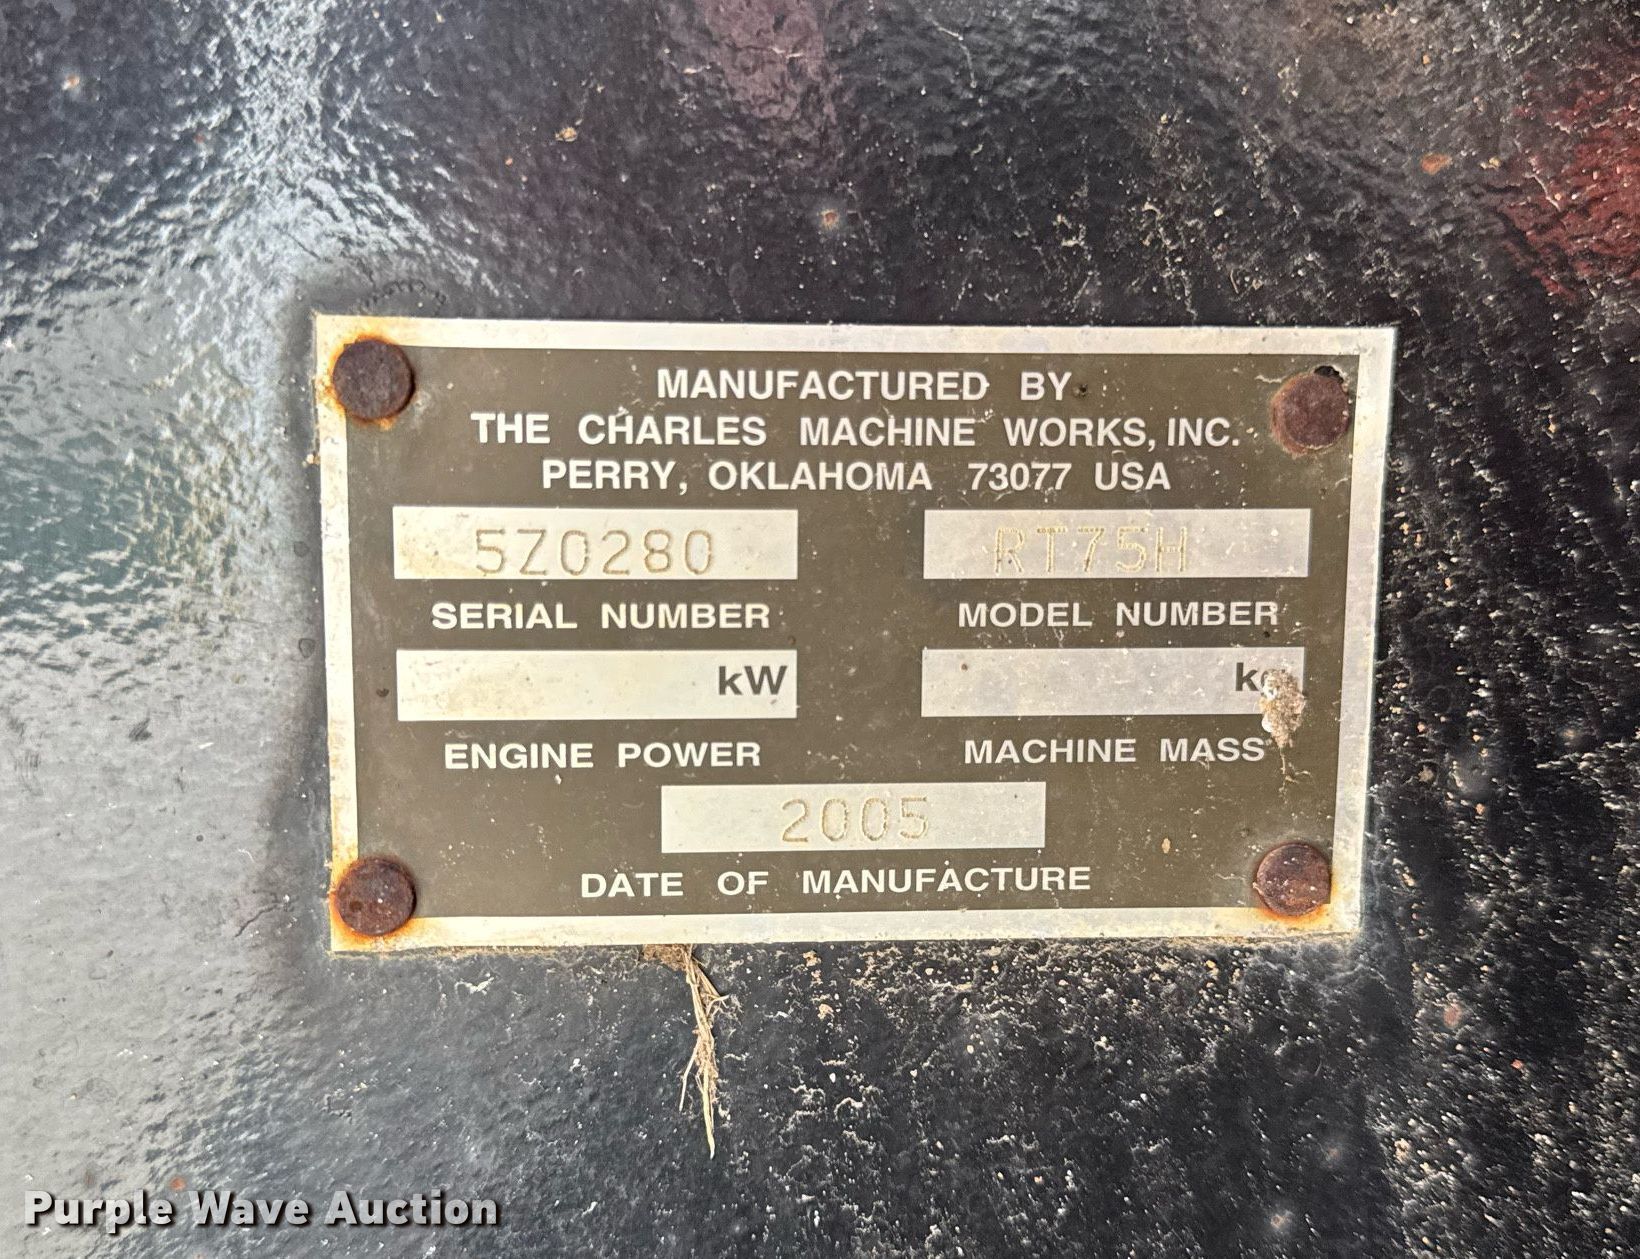 MANUFACTURED BY
THE CHARLES MACHINE WORKS, INC.
PERRY, OKLAHOMA 73077 USA
5Z0280 RT75H
SERIAL NUMBER MODEL NUMBER
kW
ENGINE POWER MACHINE MASS
2005
DATE OF MANUFACTURE
Purple Wave Auction